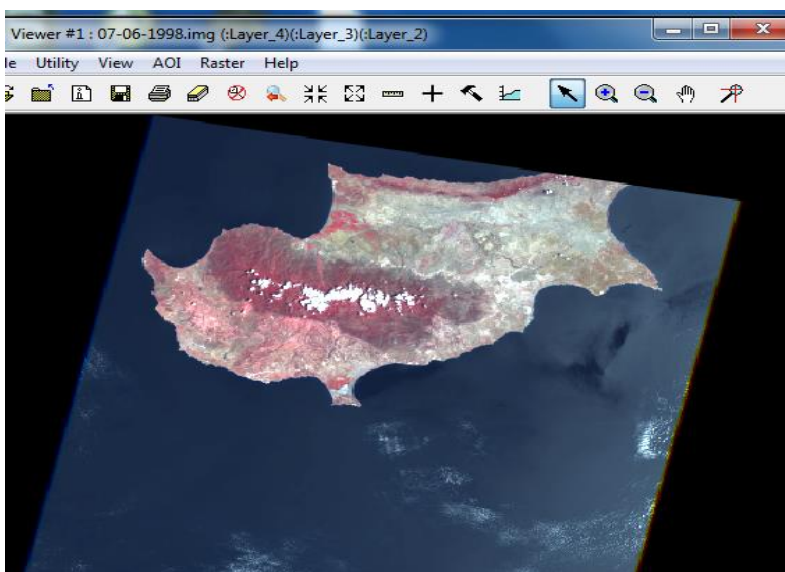 Viewer #1 : 07-06-1998.img (:Layer_4)(:Layer_3)(:Layer_2)
le Utility View AOI Raster Help